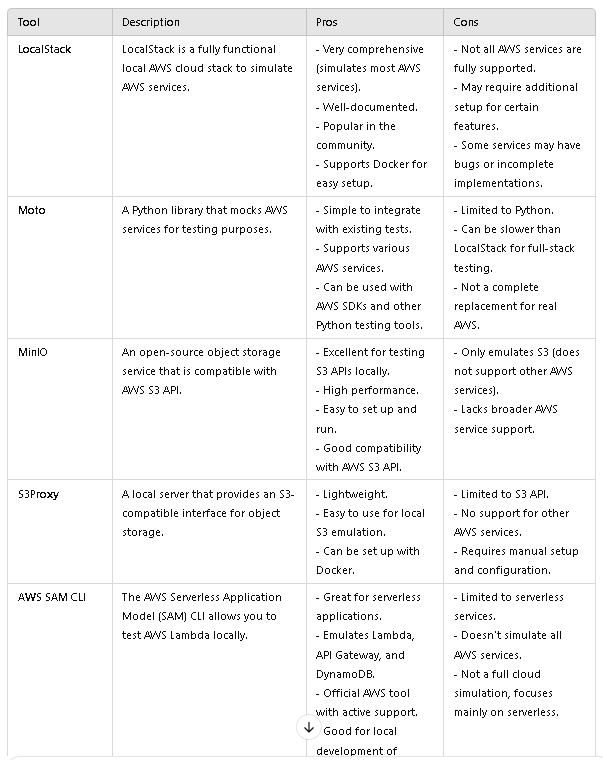 Tool Description Pros Cons
LocalStack
LocalStack is a fully functional
local AWS cloud stack to simulate
AWS services.
- Very comprehensive
(simulates most AWS
services).
- Well-documented.
- Popular in the
community.
- Supports Docker for
easy setup.
- Not all AWS services are
fully supported.
- May require additional
setup for certain
features.
- Some services may have
bugs or incomplete
implementations.
Moto
A Python library that mocks AWS
services for testing purposes.
- Simple to integrate
with existing tests.
- Supports various
AWS services.
- Can be used with
AWS SDKs and other
Python testing tools.
- Limited to Python.
- Can be slower than
LocalStack for full-stack
testing.
- Not a complete
replacement for real
AWS.
MinIO
An open-source object storage
service that is compatible with
AWS S3 API.
- Excellent for testing
S3 APIs locally.
- High performance.
- Easy to set up and
run.
- Good compatibility
with AWS S3 API.
- Only emulates S3 (does
not support other AWS
services).
- Lacks broader AWS
service support.
S3Proxy
A local server that provides an S3-
compatible interface for object
storage.
- Lightweight.
- Easy to use for local
S3 emulation.
- Can be set up with
Docker.
- Limited to S3 API.
- No support for other
AWS services.
- Requires manual setup
and configuration.
AWS SAM CLI
The AWS Serverless Application
Model (SAM) CLI allows you to
test AWS Lambda locally.
- Great for serverless
applications.
- Emulates Lambda,
API Gateway, and
DynamoDB.
- Official AWS tool
with active support.
Good for local
development of
- Limited to serverless
services.
- Doesn't simulate all
AWS services.
- Not a full cloud
simulation, focuses
mainly on serverless.